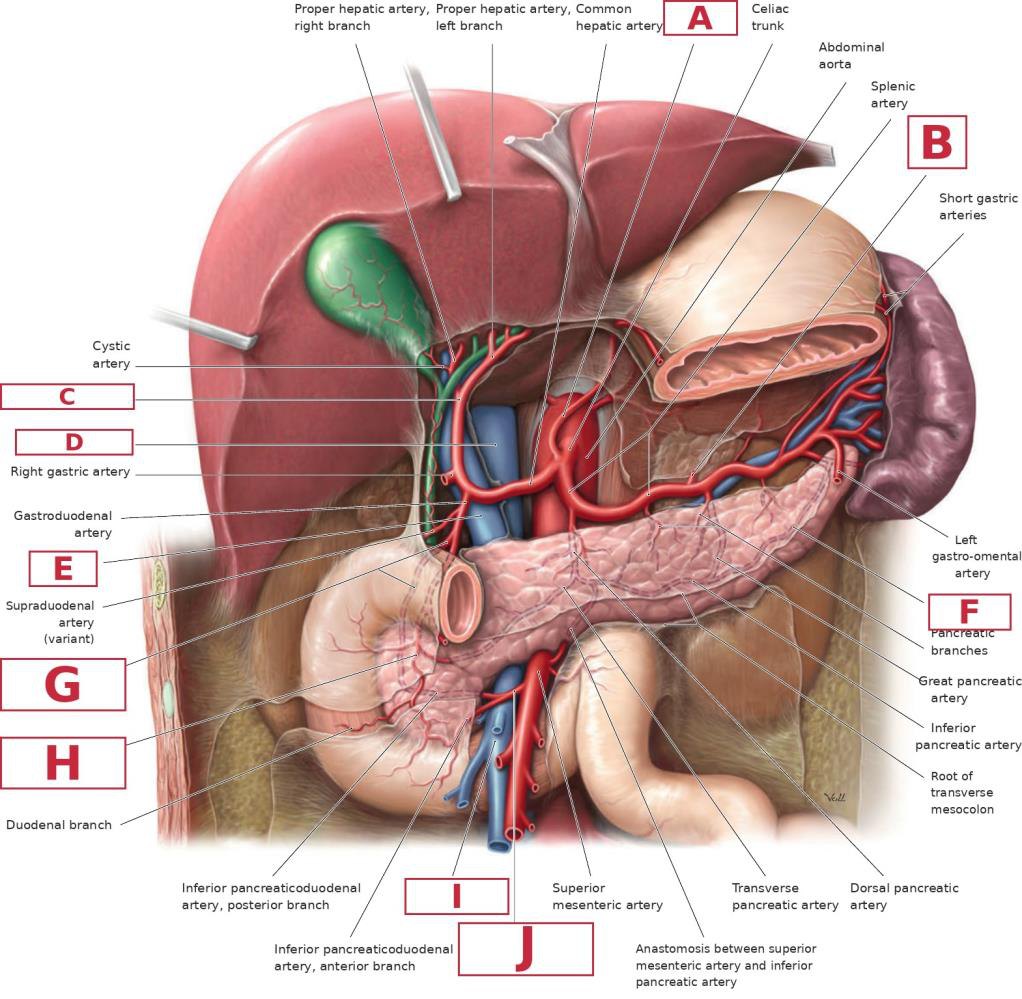 Proper hepatic artery,
right branch
Proper hepatic artery,
left branch
Common
hepatic artery
A
Celiac
trunk
Abdominal
aorta
Splenic
artery
B
Short gastric
arteries
Cystic
artery
C
D
Right gastric artery
Gastroduodenal
artery
E
Supraduodenal
artery
(variant)
G
H
Duodenal branch
Left
gastro-omental
artery
F
Pancreatic
branches
Great pancreatic
artery
Inferior
pancreatic artery
Root of
transverse
mesocolon
Inferior pancreaticoduodenal
artery, posterior branch
I
Superior
mesenteric artery
Transverse
pancreatic artery
Dorsal pancreatic
artery
Inferior pancreaticoduodenal
artery, anterior branch
J
Anastomosis between superior
mesenteric artery and inferior
pancreatic artery